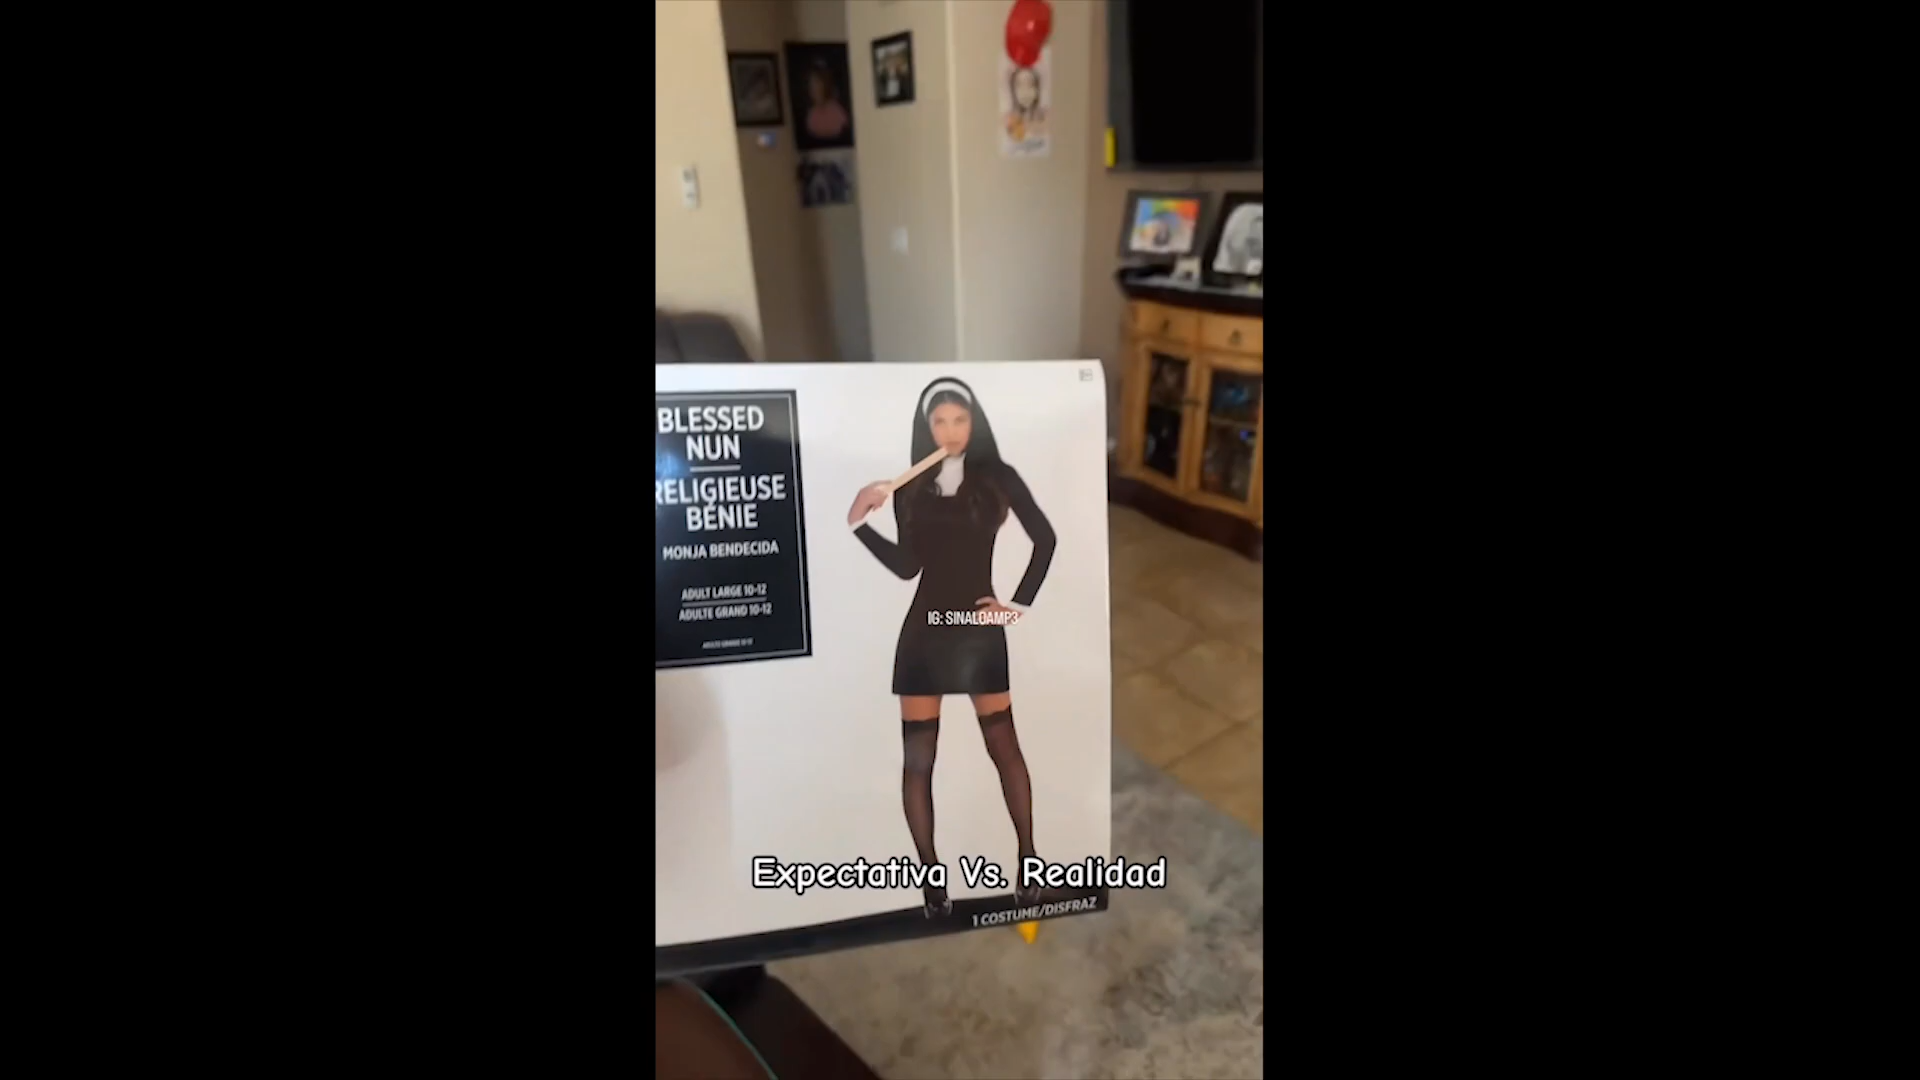 BLESSED
NUN
RELIGIEUSE
BÉNIE
MONJA BENDECIDA
ADULT LARGE 10-12
ADULTE GRAND 10-12
IG: SINALOAMP3
Expectativa Vs. Realidad
1 COSTUME/DISFRAZ